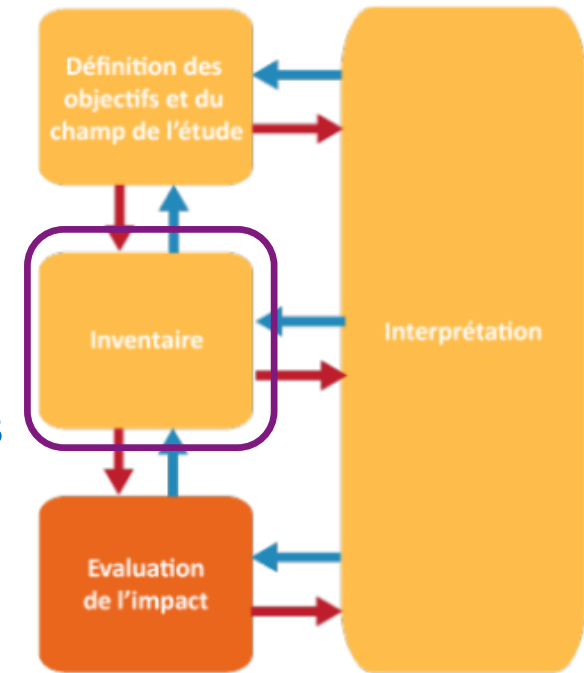 Définition des
objectifs et du
champ de l'étude
Inventaire
Interprétation
s
Evaluation
de l'impact